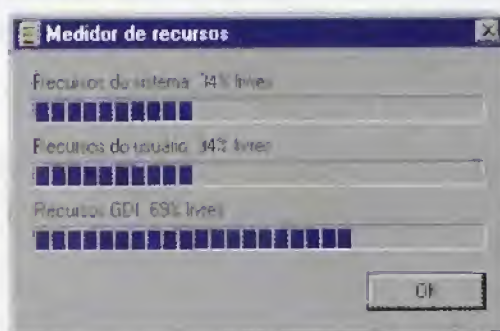 Medidor de recursos
Recursos do sistema: 34% livres
Recursos do usuário: 34% livres
Recursos GDI: 69% livres
OK